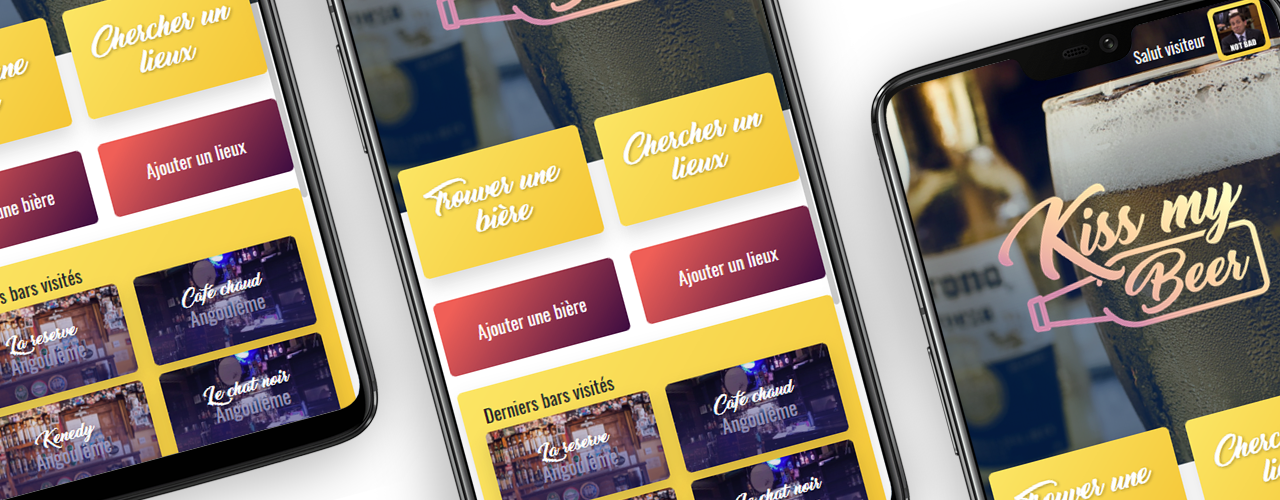 Chercher un
lieux
Ajouter un lieux
une bière
s bars visités
La reserve
Angoulême
Café chaud
Angoulême
Kenedy
Angoulême
Le chat noir
Angoulême
Trouver une
bière
Chercher un
lieux
Ajouter une bière
Ajouter un lieux
Derniers bars visités
La reserve
Angoulême
Café chaud
Angoulême
Le chat noir
Salut visiteur
NOT BAD
Kiss my
Beer
Trouver une
Cherc
li